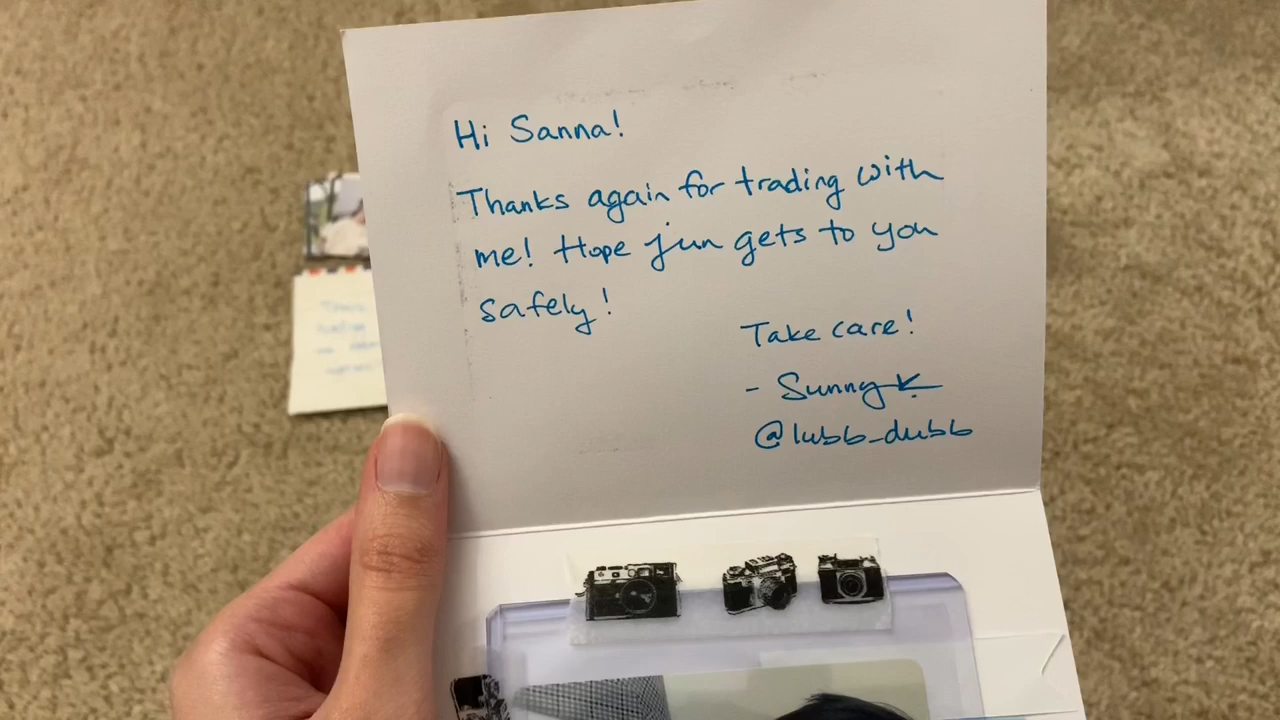 Hi Sanna!
Thanks again for trading with
me! Hope jun gets to you
safely!
Take care!
- Sunny
@lubb_dubb